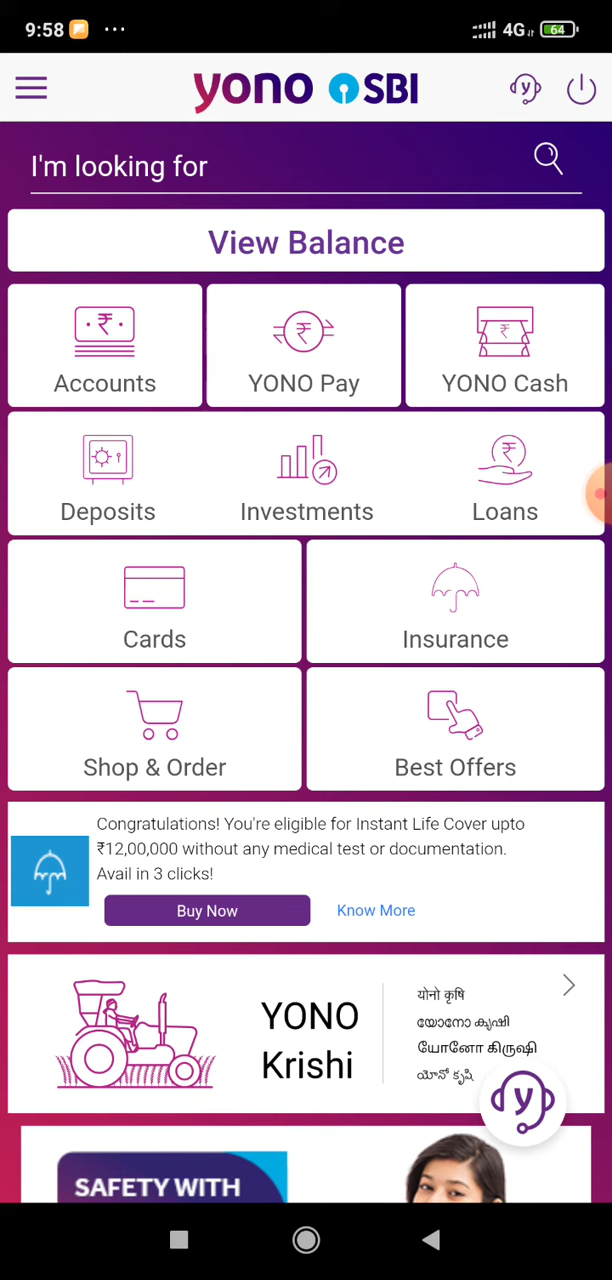 9:58 ... 4G 64
yono SBI
I'm looking for
View Balance
Accounts YONO Pay YONO Cash
Deposits Investments Loans
Cards Insurance
Shop & Order Best Offers
Congratulations! You're eligible for Instant Life Cover upto
₹12,00,000 without any medical test or documentation.
Avail in 3 clicks!
Buy Now Know More
YONO
Krishi
योनो कृषि
യോനോ കൃഷി
யோனோ கிருஷி
యోనో కృషి
SAFETY WITH